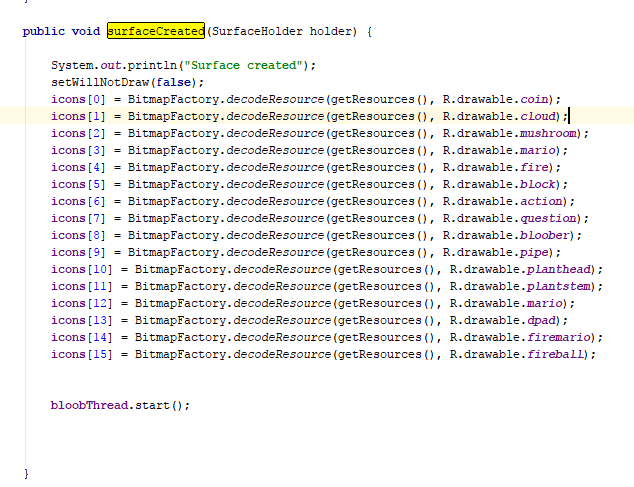 }
public void surfaceCreated(SurfaceHolder holder) {
System.out.println("Surface created");
setWillNotDraw(false);
icons[0] = BitmapFactory.decodeResource(getResources(), R.drawable.coin);
icons[1] = BitmapFactory.decodeResource(getResources(), R.drawable.cloud);
icons[2] = BitmapFactory.decodeResource(getResources(), R.drawable.mushroom);
icons[3] = BitmapFactory.decodeResource(getResources(), R.drawable.mario);
icons[4] = BitmapFactory.decodeResource(getResources(), R.drawable.fire);
icons[5] = BitmapFactory.decodeResource(getResources(), R.drawable.block);
icons[6] = BitmapFactory.decodeResource(getResources(), R.drawable.action);
icons[7] = BitmapFactory.decodeResource(getResources(), R.drawable.question);
icons[8] = BitmapFactory.decodeResource(getResources(), R.drawable.bloober);
icons[9] = BitmapFactory.decodeResource(getResources(), R.drawable.pipe);
icons[10] = BitmapFactory.decodeResource(getResources(), R.drawable.planthead);
icons[11] = BitmapFactory.decodeResource(getResources(), R.drawable.plantstem);
icons[12] = BitmapFactory.decodeResource(getResources(), R.drawable.mario);
icons[13] = BitmapFactory.decodeResource(getResources(), R.drawable.dpad);
icons[14] = BitmapFactory.decodeResource(getResources(), R.drawable.firemario);
icons[15] = BitmapFactory.decodeResource(getResources(), R.drawable.fireball);
bloobThread.start();
}